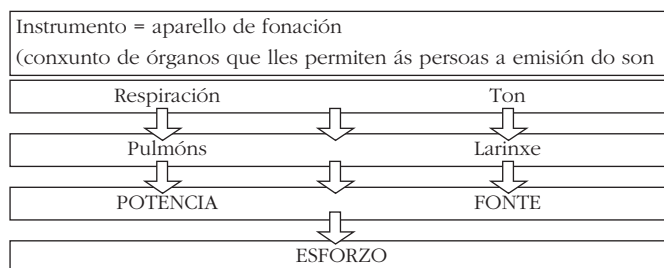 Instrumento = aparello de fonación
(conxunto de órganos que lles permiten ás persoas a emisión do son
Respiración Ton
Pulmóns Larinxe
POTENCIA FONTE
ESFORZO